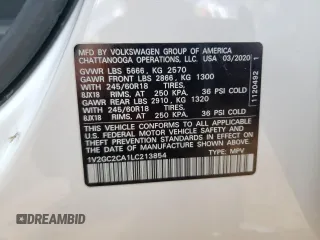 MFD. BY VOLKSWAGEN GROUP OF AMERICA
CHATTANOOGA OPERATIONS, LLC. USA 03/2020
GVWR LBS 5666, KG 2570
GAWR FRONT LBS 2866, KG 1300
WITH 245/60R18 TIRES,
8JX18 RIMS, AT 250 KPA, 36 PSI COLD
GAWR REAR LBS 2910, KG 1320
WITH 245/60R18 TIRES,
8JX18 RIMS, AT 250 KPA, 36 PSI COLD
THIS VEHICLE CONFORMS TO ALL APPLICABLE
U.S. FEDERAL MOTOR VEHICLE SAFETY, BUMPER, AND
THEFT PREVENTION STANDARDS IN EFFECT ON THE
DATE OF MANUFACTURE SHOWN ABOVE
1V2GC2CA1LC213854 TYPE: MPV
1120492
DREAMBID
DREAMBID